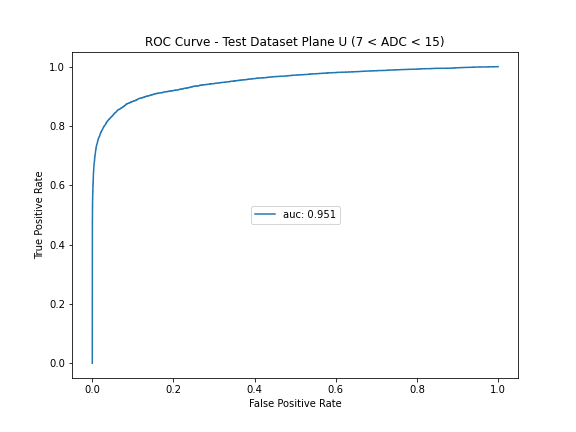 ROC Curve - Test Dataset Plane U (7 < ADC < 15)
1.0
0.8
0.6
0.4
0.2
0.0
True Positive Rate
auc: 0.951
0.0 0.2 0.4 0.6 0.8 1.0
False Positive Rate